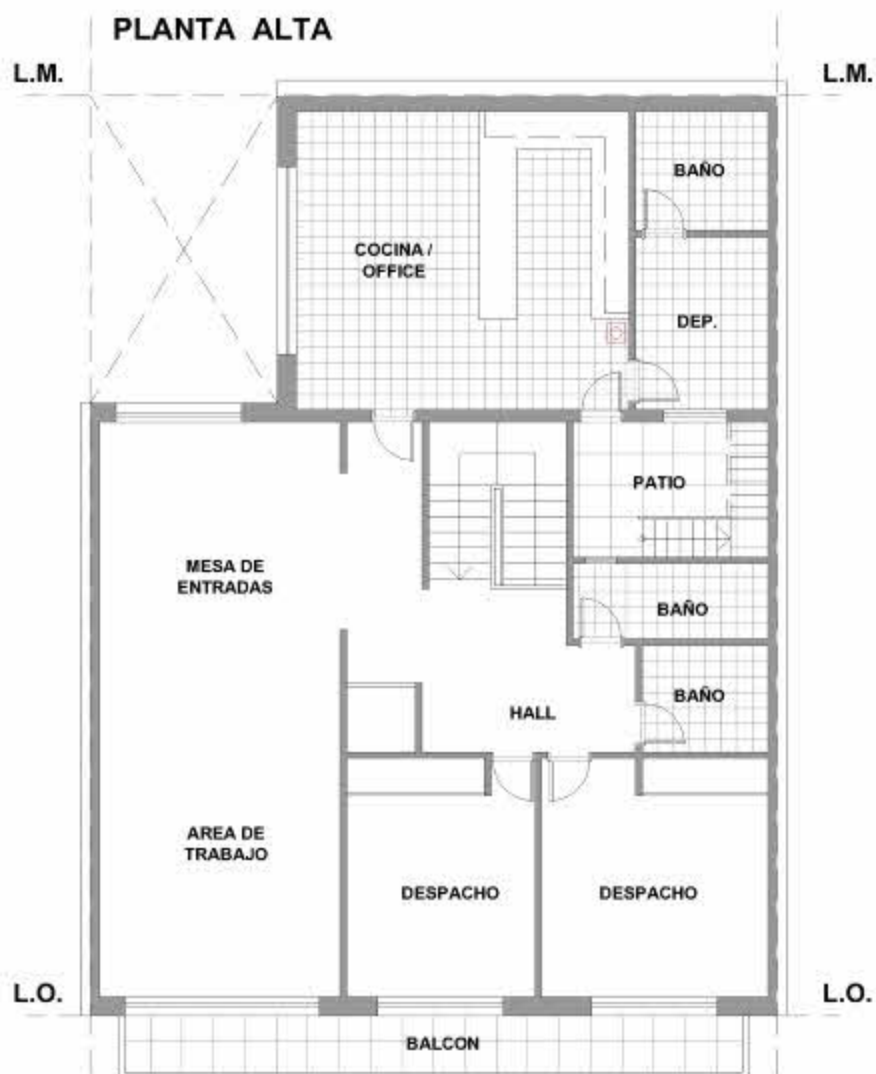 PLANTA ALTA
L.M.
L.M.
BAÑO
COCINA /
OFFICE
DEP.
PATIO
MESA DE
ENTRADAS
BAÑO
BAÑO
HALL
AREA DE
TRABAJO
DESPACHO
DESPACHO
L.O.
L.O.
BALCON